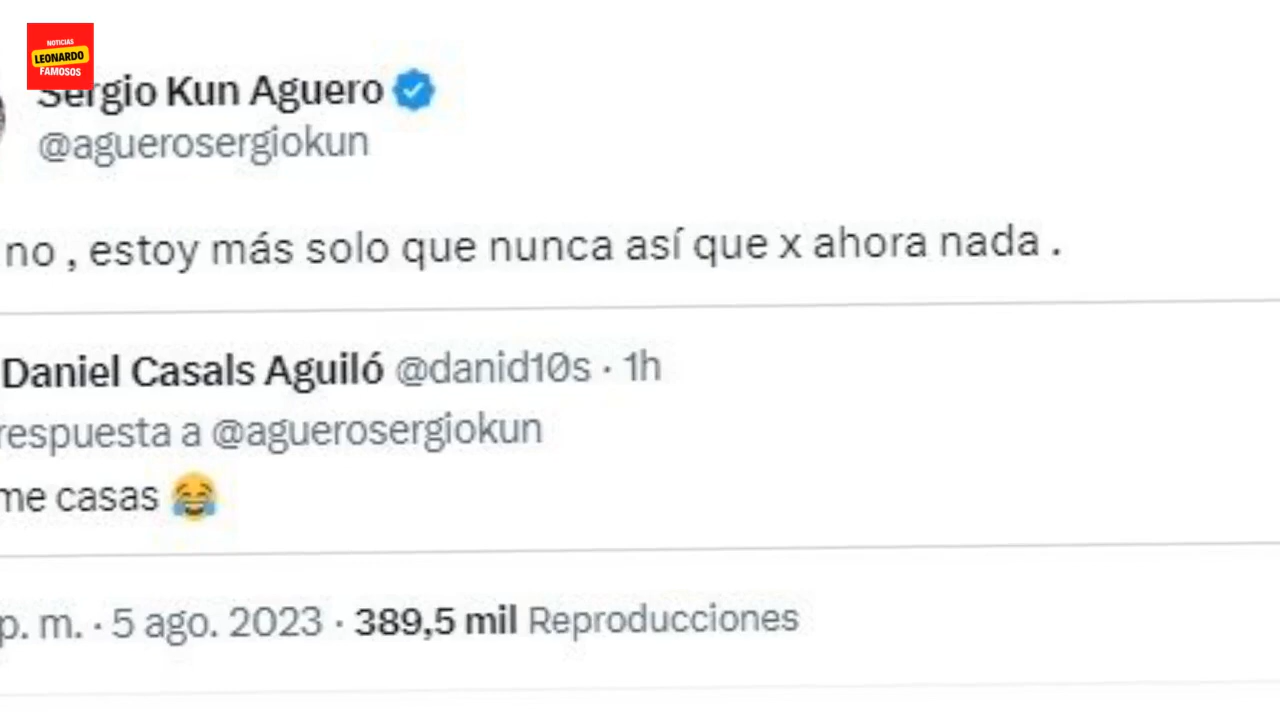 NOTICIAS
LEONARDO
FAMOSOS
Sergio Kun Aguero
@aguerosergiokun
no , estoy más solo que nunca así que x ahora nada .
Daniel Casals Aguiló @danid10s · 1h
respuesta a @aguerosergiokun
me casas 😂
p. m. · 5 ago. 2023 · 389,5 mil Reproducciones